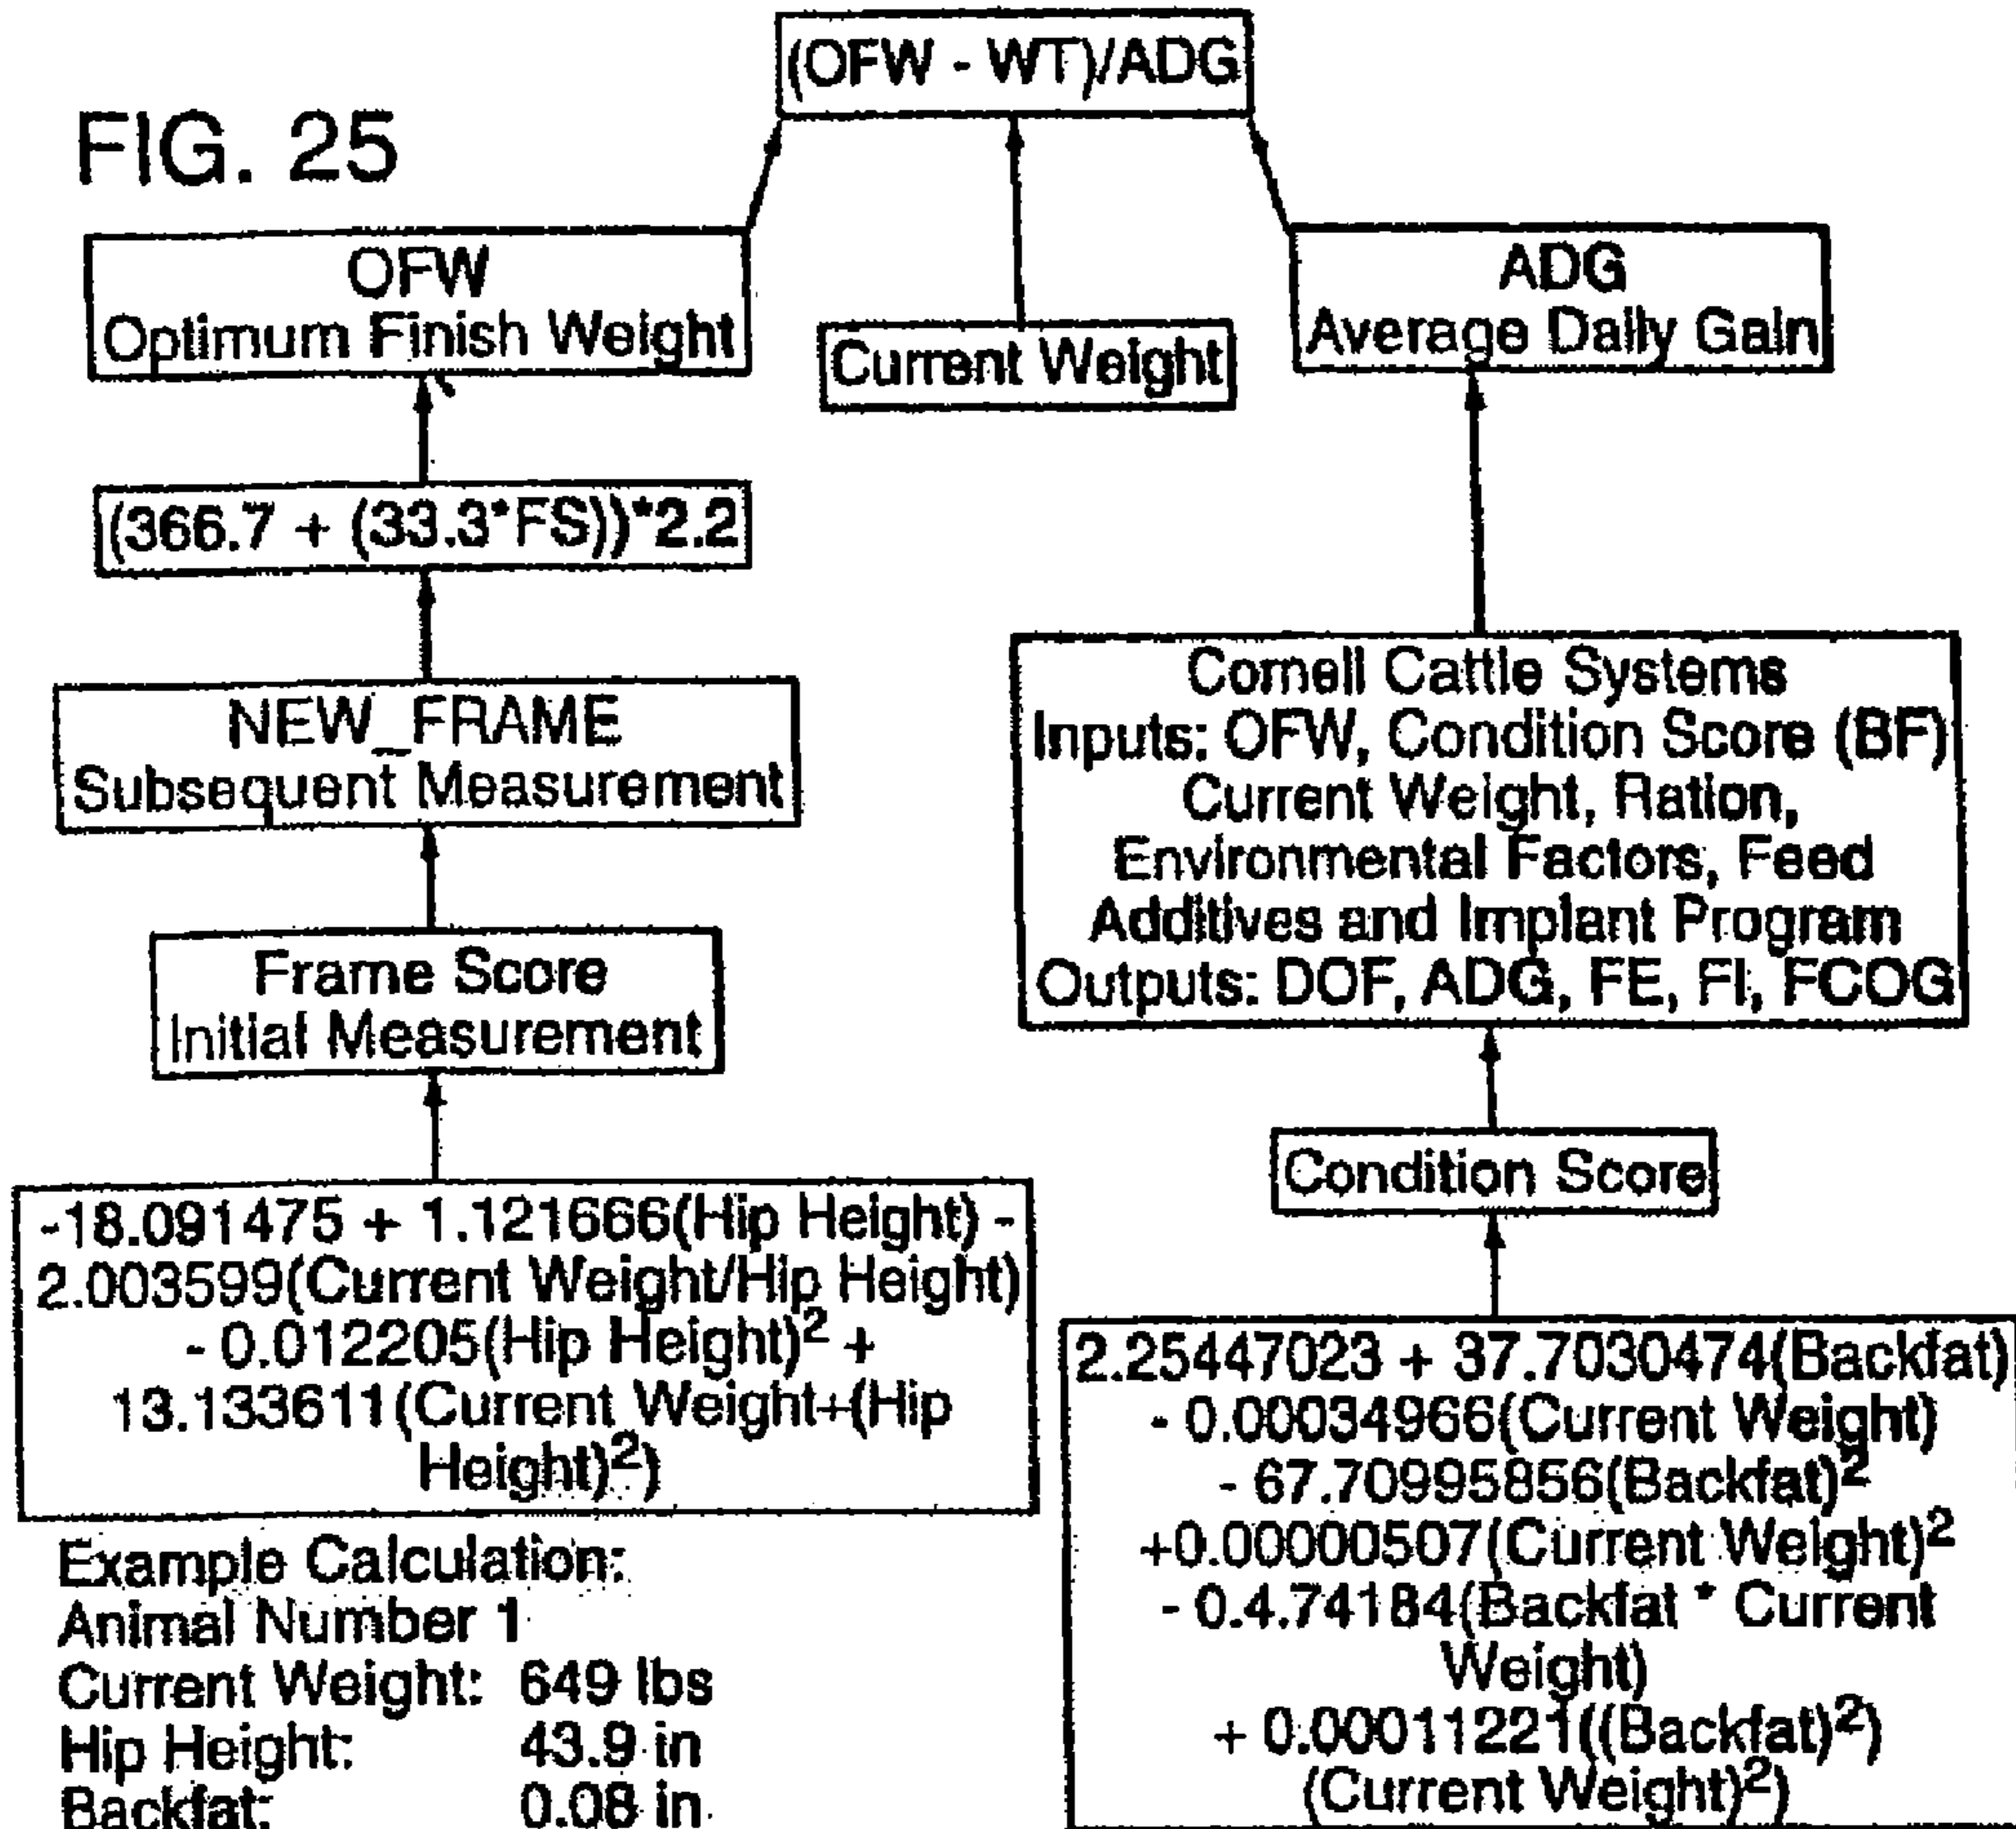 FIG. 25
(OFW - WT)/ADG
OFW
Optimum Finish Weight
Current Weight
ADG
Average Daily Gain
(366.7 + (33.3*FS))*2.2
NEW_FRAME
Subsequent Measurement
Frame Score
Initial Measurement
-18.091475 + 1.121666(Hip Height) -
2.003599(Current Weight/Hip Height)
- 0.012205(Hip Height)² +
13.133611(Current Weight÷(Hip
Height)²)
Cornell Cattle Systems
Inputs: OFW, Condition Score (BF)
Current Weight, Ration,
Environmental Factors, Feed
Additives and Implant Program
Outputs: DOF, ADG, FE, FI, FCOG
Condition Score
2.25447023 + 37.7030474(Backfat)
- 0.00034966(Current Weight)
- 67.70995856(Backfat)²
+0.00000507(Current Weight)²
- 0.4.74184(Backfat * Current
Weight)
+ 0.00011221((Backfat)²)
(Current Weight)²)
Example Calculation:
Animal Number 1
Current Weight: 649 lbs
Hip Height: 43.9 in
Backfat: 0.08 in